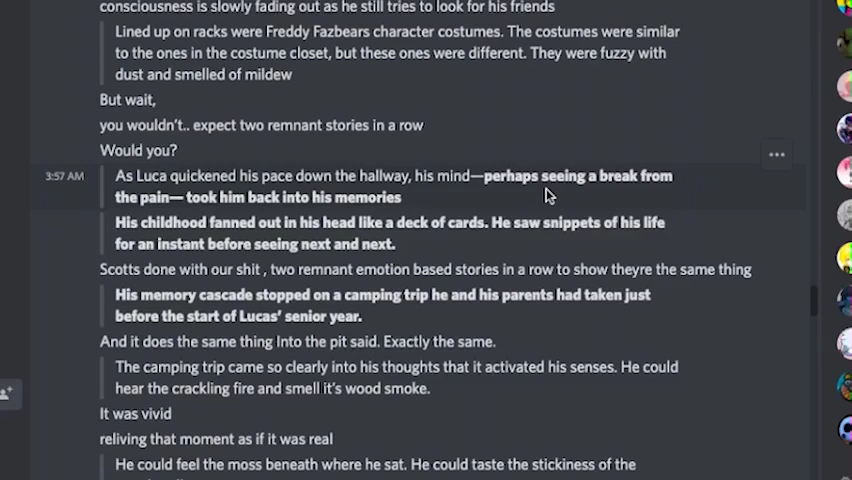 consciousness is slowly fading out as he still tries to look for his friends
Lined up on racks were Freddy Fazbears character costumes. The costumes were similar
to the ones in the costume closet, but these ones were different. They were fuzzy with
dust and smelled of mildew
But wait,
you wouldn't.. expect two remnant stories in a row
Would you?
3:57 AM As Luca quickened his pace down the hallway, his mind—perhaps seeing a break from
the pain— took him back into his memories
His childhood fanned out in his head like a deck of cards. He saw snippets of his life
for an instant before seeing next and next.
Scotts done with our shit , two remnant emotion based stories in a row to show theyre the same thing
His memory cascade stopped on a camping trip he and his parents had taken just
before the start of Lucas' senior year.
And it does the same thing Into the pit said. Exactly the same.
The camping trip came so clearly into his thoughts that it activated his senses. He could
hear the crackling fire and smell it's wood smoke.
It was vivid
reliving that moment as if it was real
He could feel the moss beneath where he sat. He could taste the stickiness of the